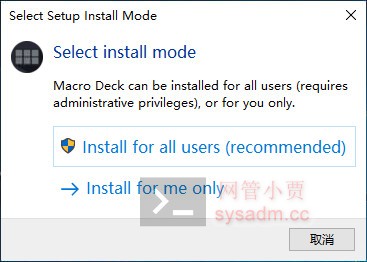 Select Setup Install Mode
Select install mode
Macro Deck can be installed for all users (requires
administrative privileges), or for you only.
Install for all users (recommended)
Install for me only
网管小贾
sysadm.cc
取消